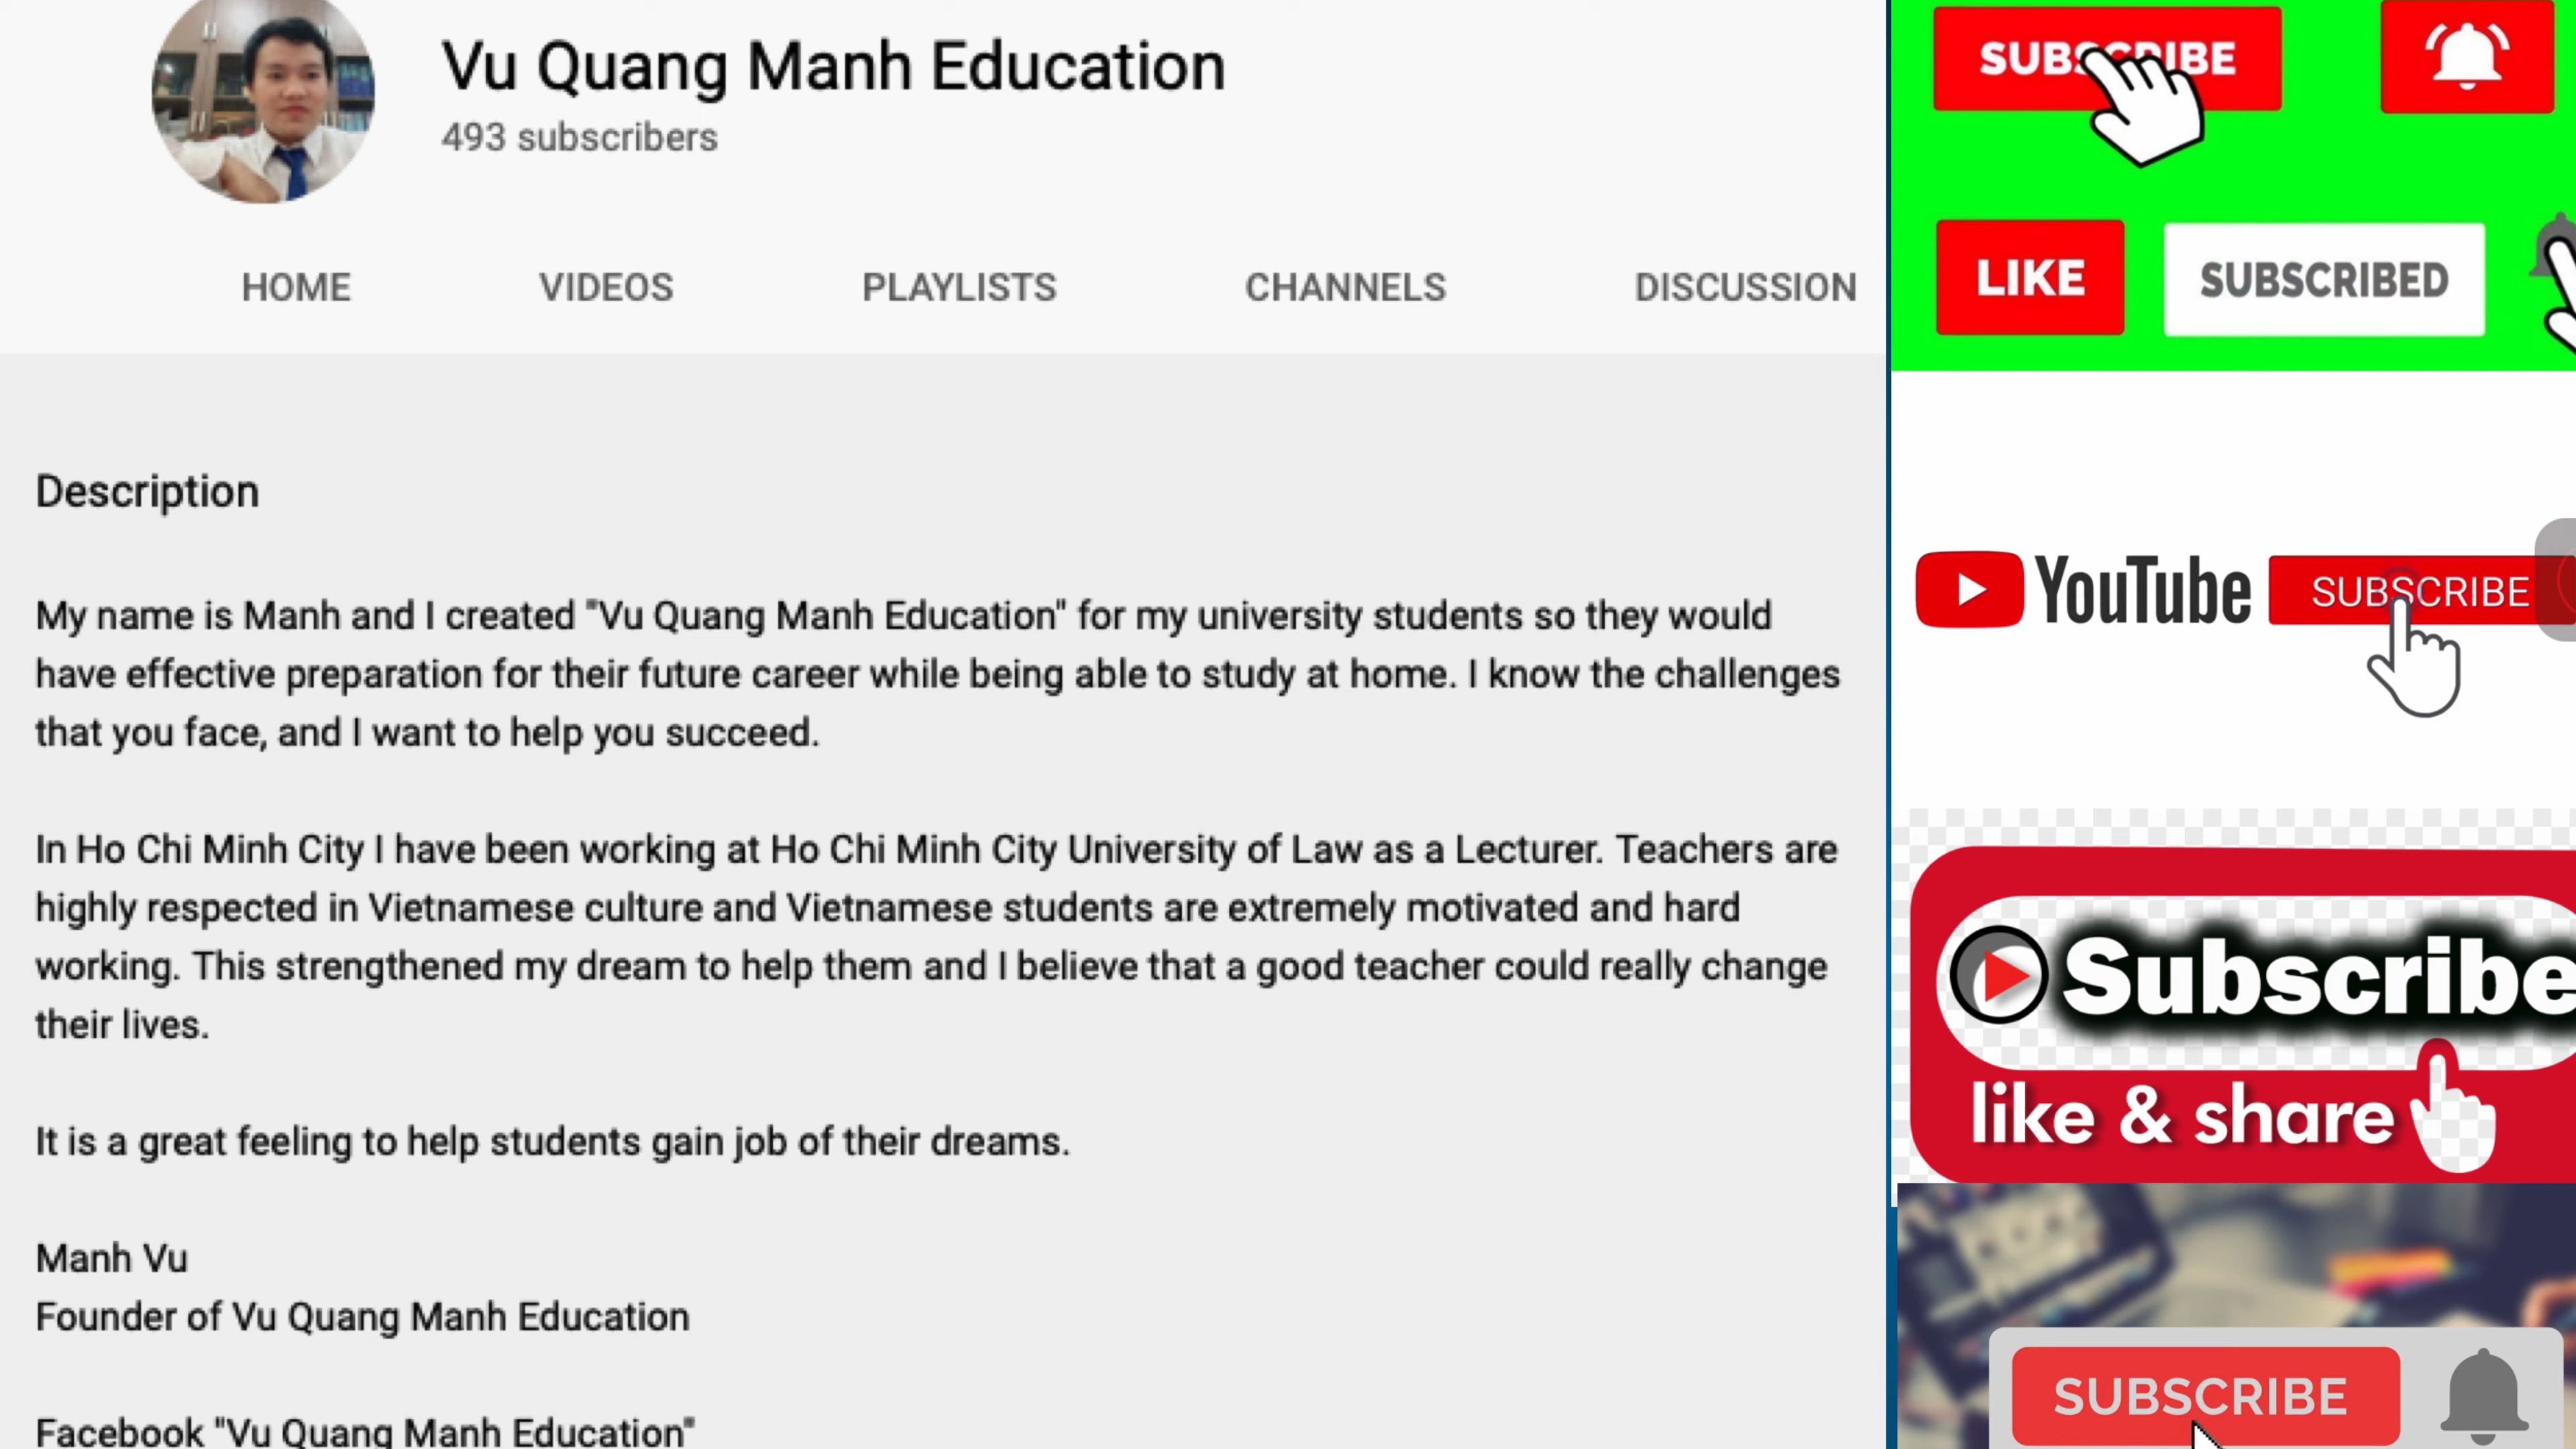 Vu Quang Manh Education
493 subscribers
HOME VIDEOS PLAYLISTS CHANNELS DISCUSSION
Description
My name is Manh and I created "Vu Quang Manh Education" for my university students so they would
have effective preparation for their future career while being able to study at home. I know the challenges
that you face, and I want to help you succeed.
In Ho Chi Minh City I have been working at Ho Chi Minh City University of Law as a Lecturer. Teachers are
highly respected in Vietnamese culture and Vietnamese students are extremely motivated and hard
working. This strengthened my dream to help them and I believe that a good teacher could really change
their lives.
It is a great feeling to help students gain job of their dreams.
Manh Vu
Founder of Vu Quang Manh Education
Facebook "Vu Quang Manh Education"
SUBSCRIBE
LIKE SUBSCRIBED
YouTube SUBSCRIBE
Subscribe
like & share
SUBSCRIBE